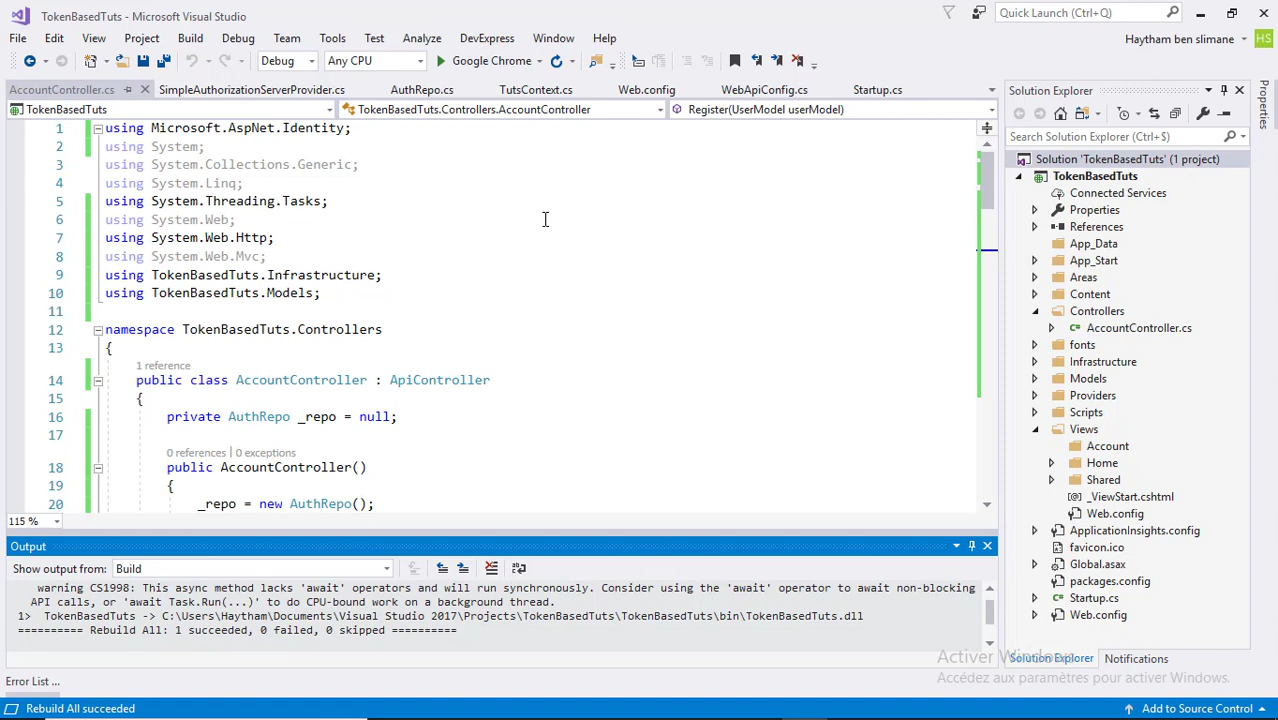 TokenBasedTuts - Microsoft Visual Studio
Quick Launch (Ctrl+Q)
File Edit View Project Build Debug Team Tools Test Analyze DevExpress Window Help
Haytham ben slimane HS
Debug Any CPU Google Chrome
AccountController.cs SimpleAuthorizationServerProvider.cs AuthRepo.cs TutsContext.cs Web.config WebApiConfig.cs Startup.cs
TokenBasedTuts TokenBasedTuts.Controllers.AccountController Register(UserModel userModel)
1 using Microsoft.AspNet.Identity;
2 using System;
3 using System.Collections.Generic;
4 using System.Linq;
5 using System.Threading.Tasks;
6 using System.Web;
7 using System.Web.Http;
8 using System.Web.Mvc;
9 using TokenBasedTuts.Infrastructure;
10 using TokenBasedTuts.Models;
11
12 namespace TokenBasedTuts.Controllers
13 {
1 reference
14 public class AccountController : ApiController
15 {
16 private AuthRepo _repo = null;
17
0 references | 0 exceptions
18 public AccountController()
19 {
20 _repo = new AuthRepo();
115 %
Output
Show output from: Build
warning CS1998: This async method lacks 'await' operators and will run synchronously. Consider using the 'await' operator to await non-blocking
API calls, or 'await Task.Run(...)' to do CPU-bound work on a background thread.
1> TokenBasedTuts -> C:\Users\Haytham\Documents\Visual Studio 2017\Projects\TokenBasedTuts\TokenBasedTuts\bin\TokenBasedTuts.dll
========== Rebuild All: 1 succeeded, 0 failed, 0 skipped ==========
Error List ...
Rebuild All succeeded
Solution Explorer
Search Solution Explorer (Ctrl+$)
Solution 'TokenBasedTuts' (1 project)
TokenBasedTuts
Connected Services
Properties
References
App_Data
App_Start
Areas
Content
Controllers
C# AccountController.cs
fonts
Infrastructure
Models
Providers
Scripts
Views
Account
Home
Shared
_ViewStart.cshtml
Web.config
ApplicationInsights.config
favicon.ico
Global.asax
packages.config
C# Startup.cs
Web.config
Solution Explorer Notifications
Activer Windows
Accédez aux paramètres pour activer Windows.
Add to Source Control
Properties